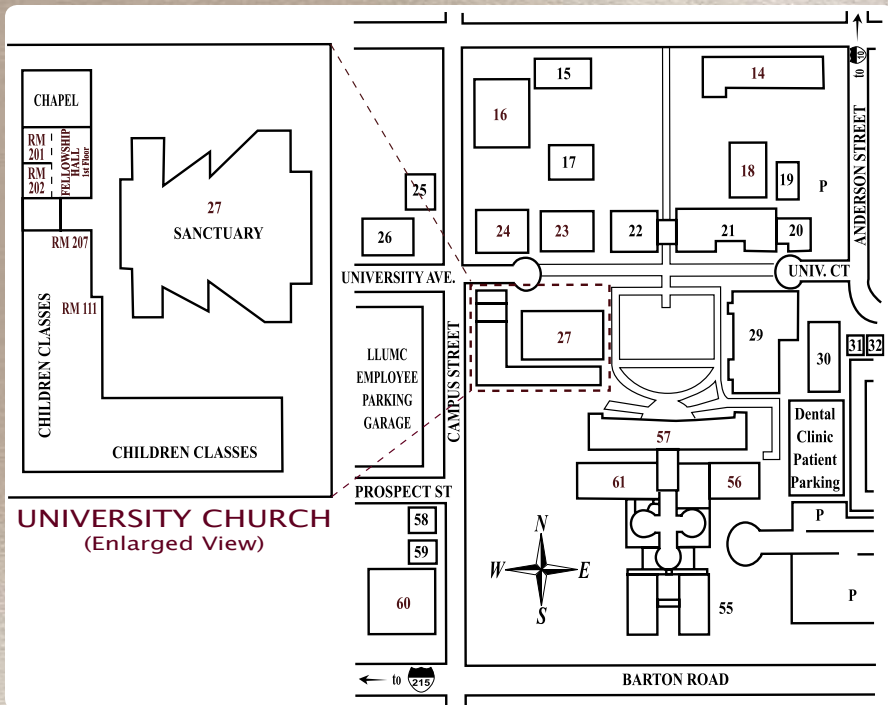 CHAPEL
RM
201
RM
202
FELLOWSHIP
HALL
1st Floor
27
SANCTUARY
RM 207
RM 111
CHILDREN CLASSES
CHILDREN CLASSES
UNIVERSITY CHURCH
(Enlarged View)
15
14
16
17
18
19
P
to
10
ANDERSON STREET
25
26
24
23
22
21
20
UNIVERSITY AVE.
UNIV. CT
LLUMC
EMPLOYEE
PARKING
GARAGE
CAMPUS STREET
27
29
30
31
32
57
Dental
Clinic
Patient
Parking
61
56
PROSPECT ST
58
59
60
N
W
E
S
P
P
55
to
215
BARTON ROAD